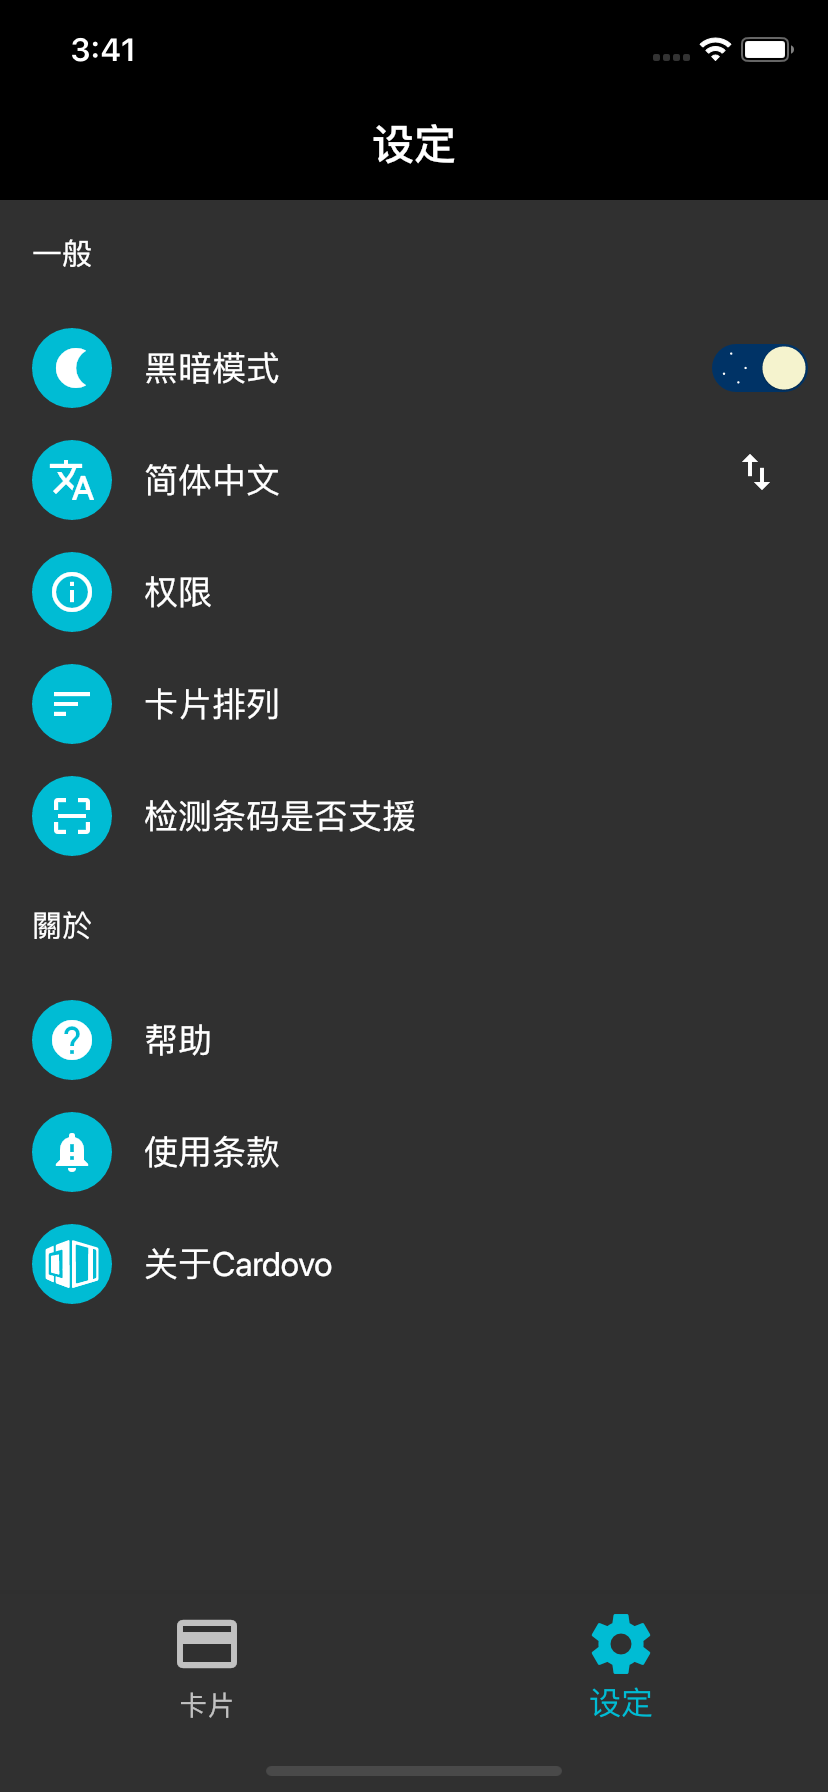 3:41
设定
一般
黑暗模式
简体中文
权限
卡片排列
检测条码是否支援
關於
帮助
使用条款
关于Cardovo
卡片
设定